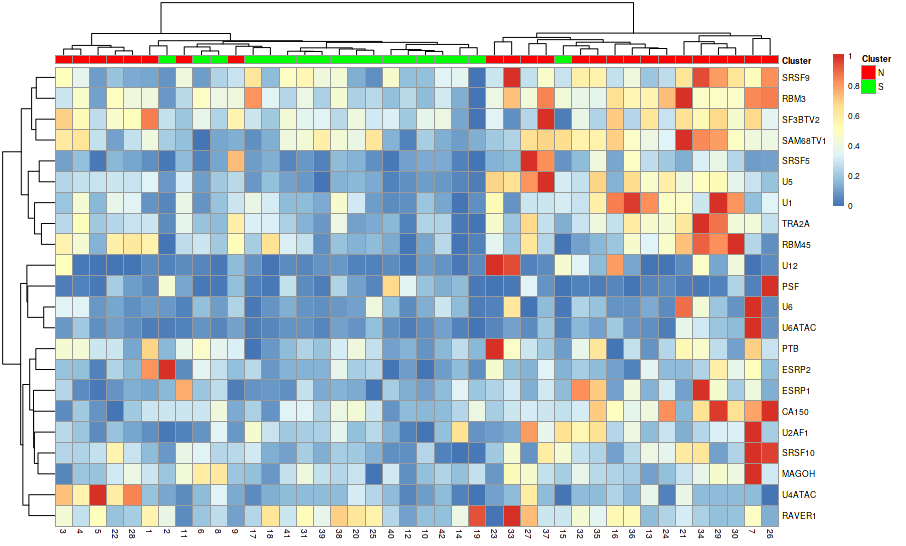 Cluster
SRSF9
RBM3
SF3BTV2
SAM68TV1
SRSF5
U5
U1
TRA2A
RBM45
U12
PSF
U6
U6ATAC
PTB
ESRP2
ESRP1
CA150
U2AF1
SRSF10
MAGOH
U4ATAC
RAVER1
3 4 5 22 28 1 2 11 6 8 9 17 18 41 31 39 38 20 25 40 12 10 42 14 19 23 33 27 37 15 32 35 16 36 13 24 21 34 29 30 7 26
1
0.8
0.6
0.4
0.2
0
Cluster
N
S